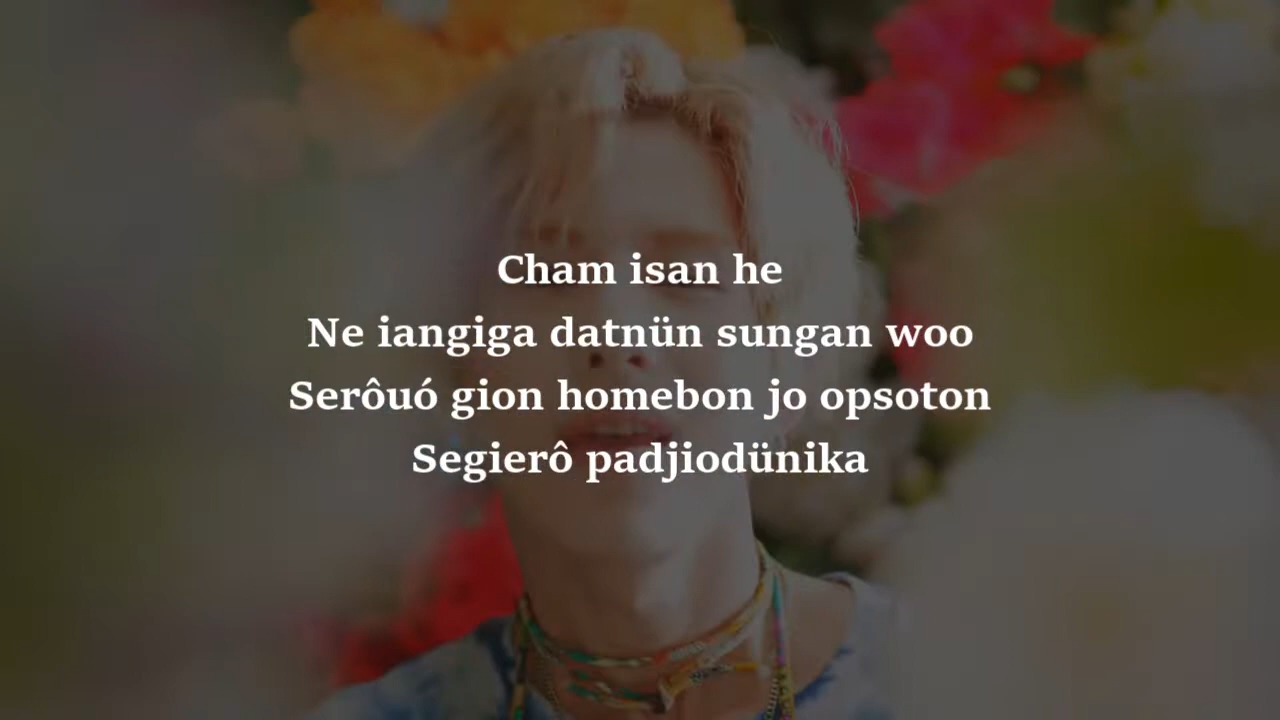 Cham isan he
Ne iangiga datnün sungan woo
Serôuó gion homebon jo opsoton
Segierô padjiodünika